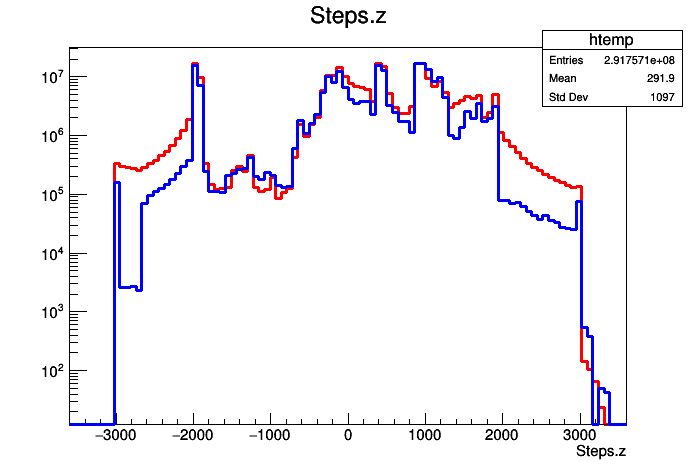 Steps.z
htemp
Entries 2.917571e+08
Mean 291.9
Std Dev 1097
10^7
10^6
10^5
10^4
10^3
10^2
−3000 −2000 −1000 0 1000 2000 3000
Steps.z